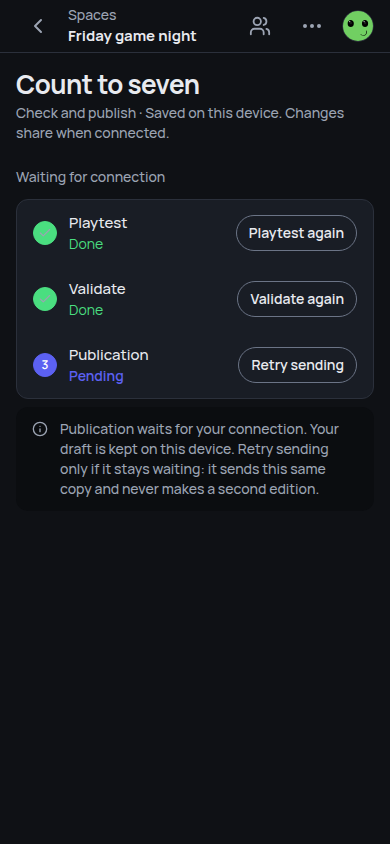 Spaces
Friday game night
Count to seven
Check and publish · Saved on this device. Changes
share when connected.
Waiting for connection
Playtest
Done
Playtest again
Validate
Done
Validate again
3
Publication
Pending
Retry sending
Publication waits for your connection. Your
draft is kept on this device. Retry sending
only if it stays waiting: it sends this same
copy and never makes a second edition.